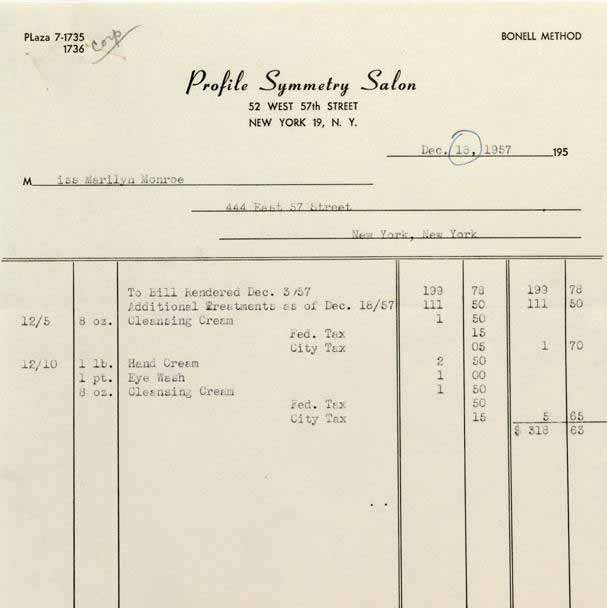 PLaza 7-1735
1736
corp
BONELL METHOD
Profile Symmetry Salon
52 WEST 57th STREET
NEW YORK 19, N. Y.
Dec. 18, 1957 195
M iss Marilyn Monroe
444 East 57 Street
New York, New York
To Bill Rendered Dec. 3/57 199 78 199 78
Additional Treatments as of Dec. 18/57 111 50 111 50
12/5 8 oz. Cleansing Cream 1 50
Fed. Tax 15
City Tax 05 1 70
12/10 1 lb. Hand Cream 2 50
1 pt. Eye Wash 1 00
8 oz. Cleansing Cream 1 50
Fed. Tax 50
City Tax 15 5 65
$ 318 63